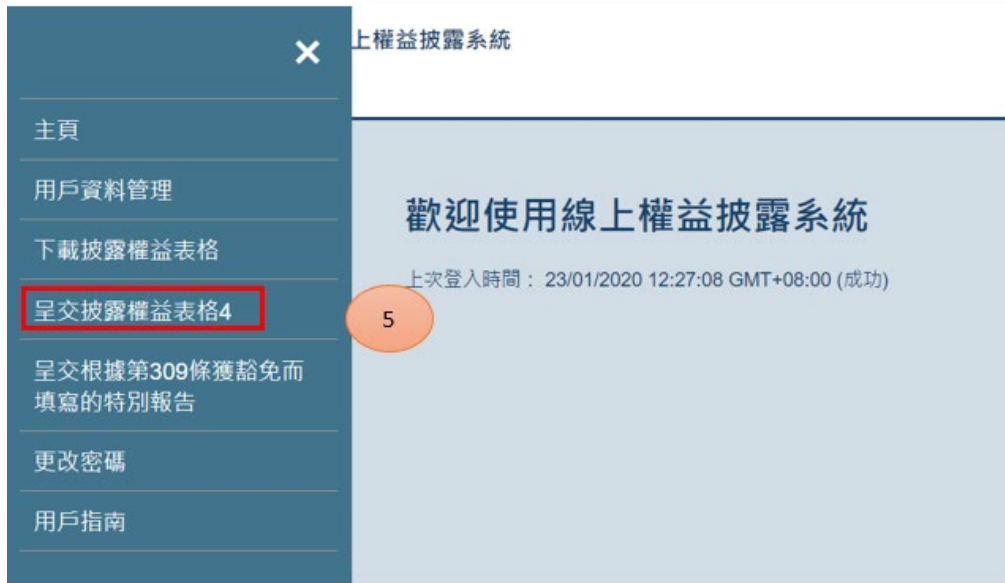 ×
上權益披露系統
主頁
用戶資料管理
下載披露權益表格
呈交披露權益表格4
呈交根據第309條獲豁免而
填寫的特別報告
更改密碼
用戶指南
歡迎使用線上權益披露系統
上次登入時間： 23/01/2020 12:27:08 GMT+08:00 (成功)
5